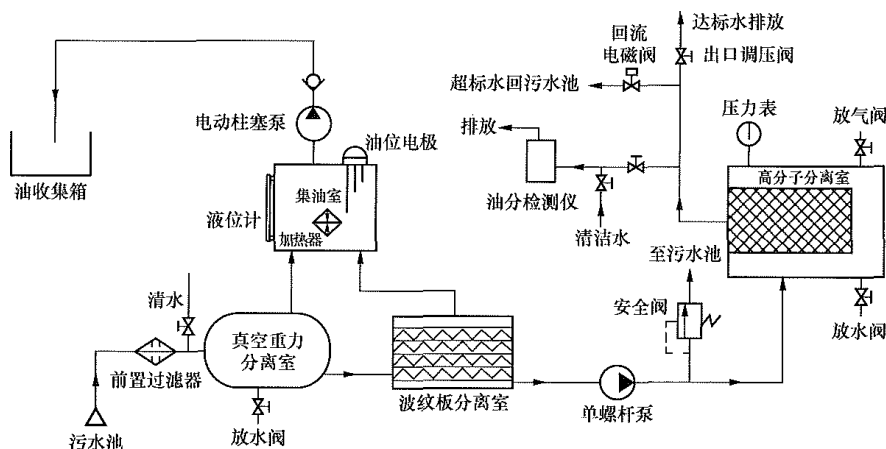 达标水排放
回流
电磁阀
出口调压阀
超标水回污水池
压力表
放气阀
电动柱塞泵
油位电极
排放
高分子分离室
油收集箱
集油室
液位计
加热器
油分检测仪
清洁水
至污水池
清水
安全阀
真空重力
分离室
放水阀
前置过滤器
波纹板分离室
单螺杆泵
污水池
放水阀